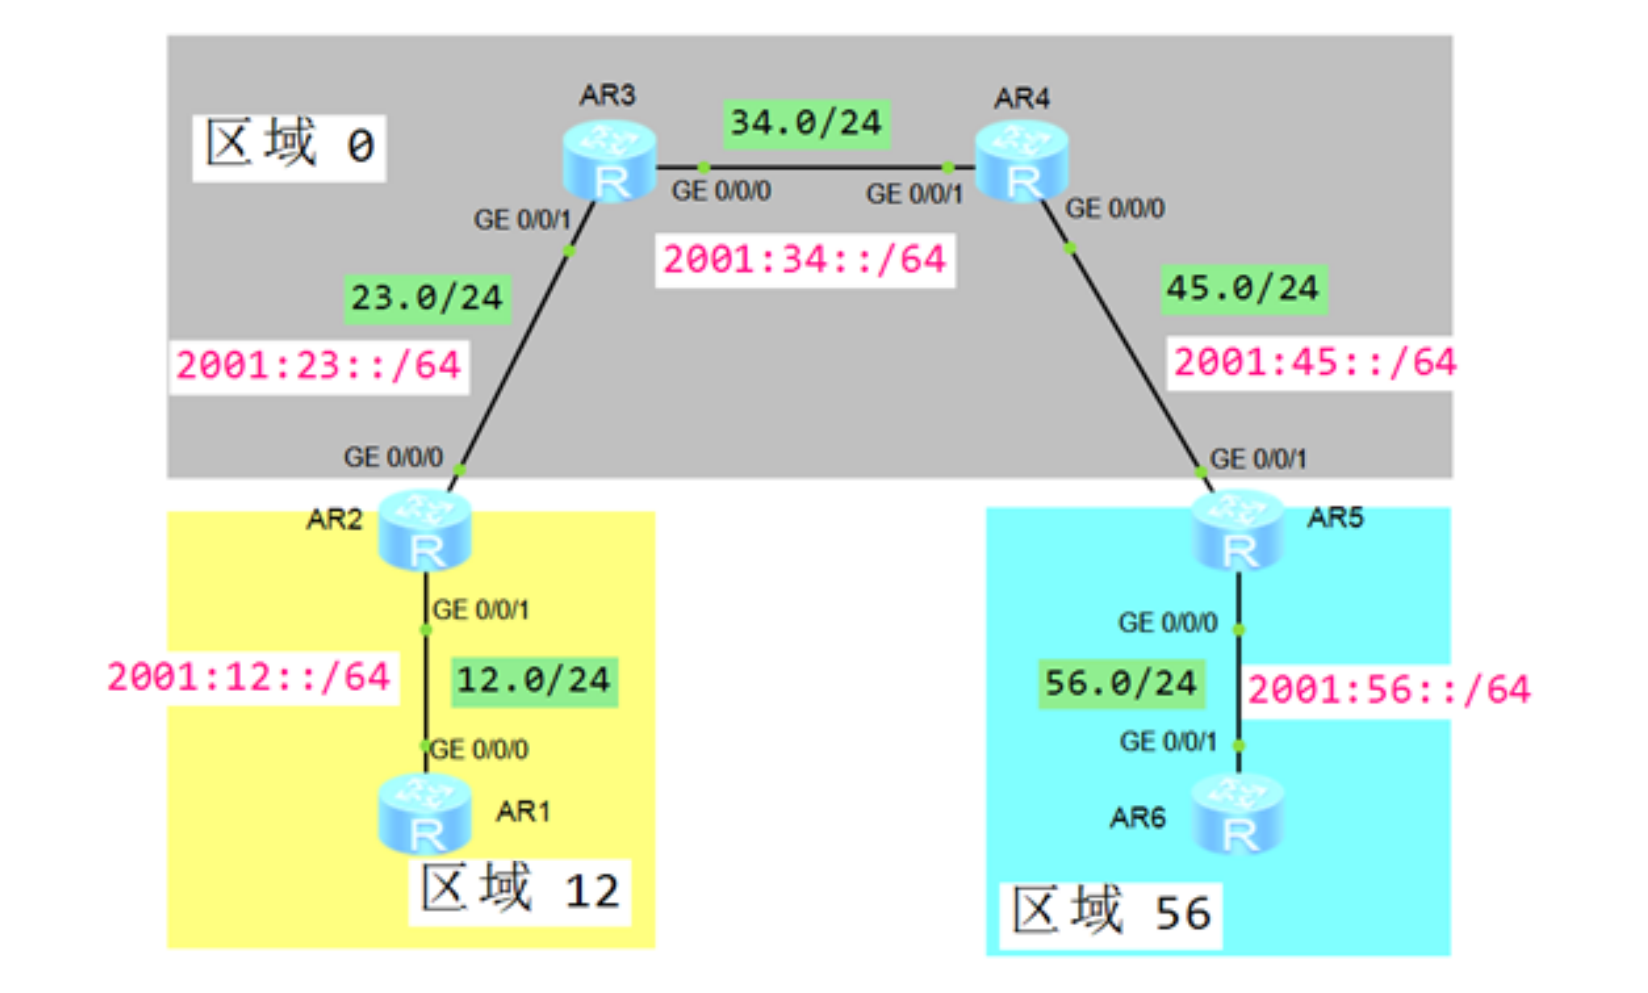 AR3
AR4
34.0/24
区域 0
GE 0/0/0
GE 0/0/1
GE 0/0/1
GE 0/0/0
2001:34::/64
23.0/24
45.0/24
2001:23::/64
2001:45::/64
GE 0/0/0
GE 0/0/1
AR2
AR5
GE 0/0/1
GE 0/0/0
2001:12::/64
12.0/24
56.0/24
2001:56::/64
GE 0/0/0
GE 0/0/1
AR1
AR6
区域 12
区域 56
R
R
R
R
R
R